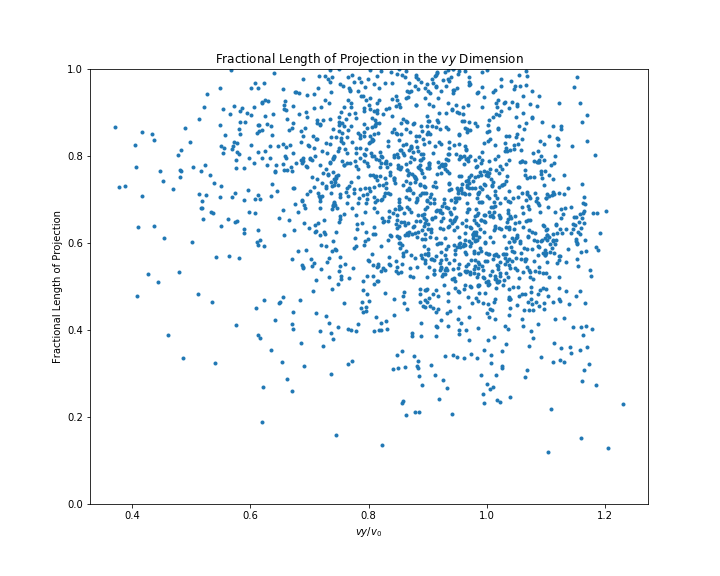 Fractional Length of Projection in the vy Dimension
1.0
0.8
0.6
0.4
0.2
0.0
Fractional Length of Projection
0.4 0.6 0.8 1.0 1.2
vy/v₀